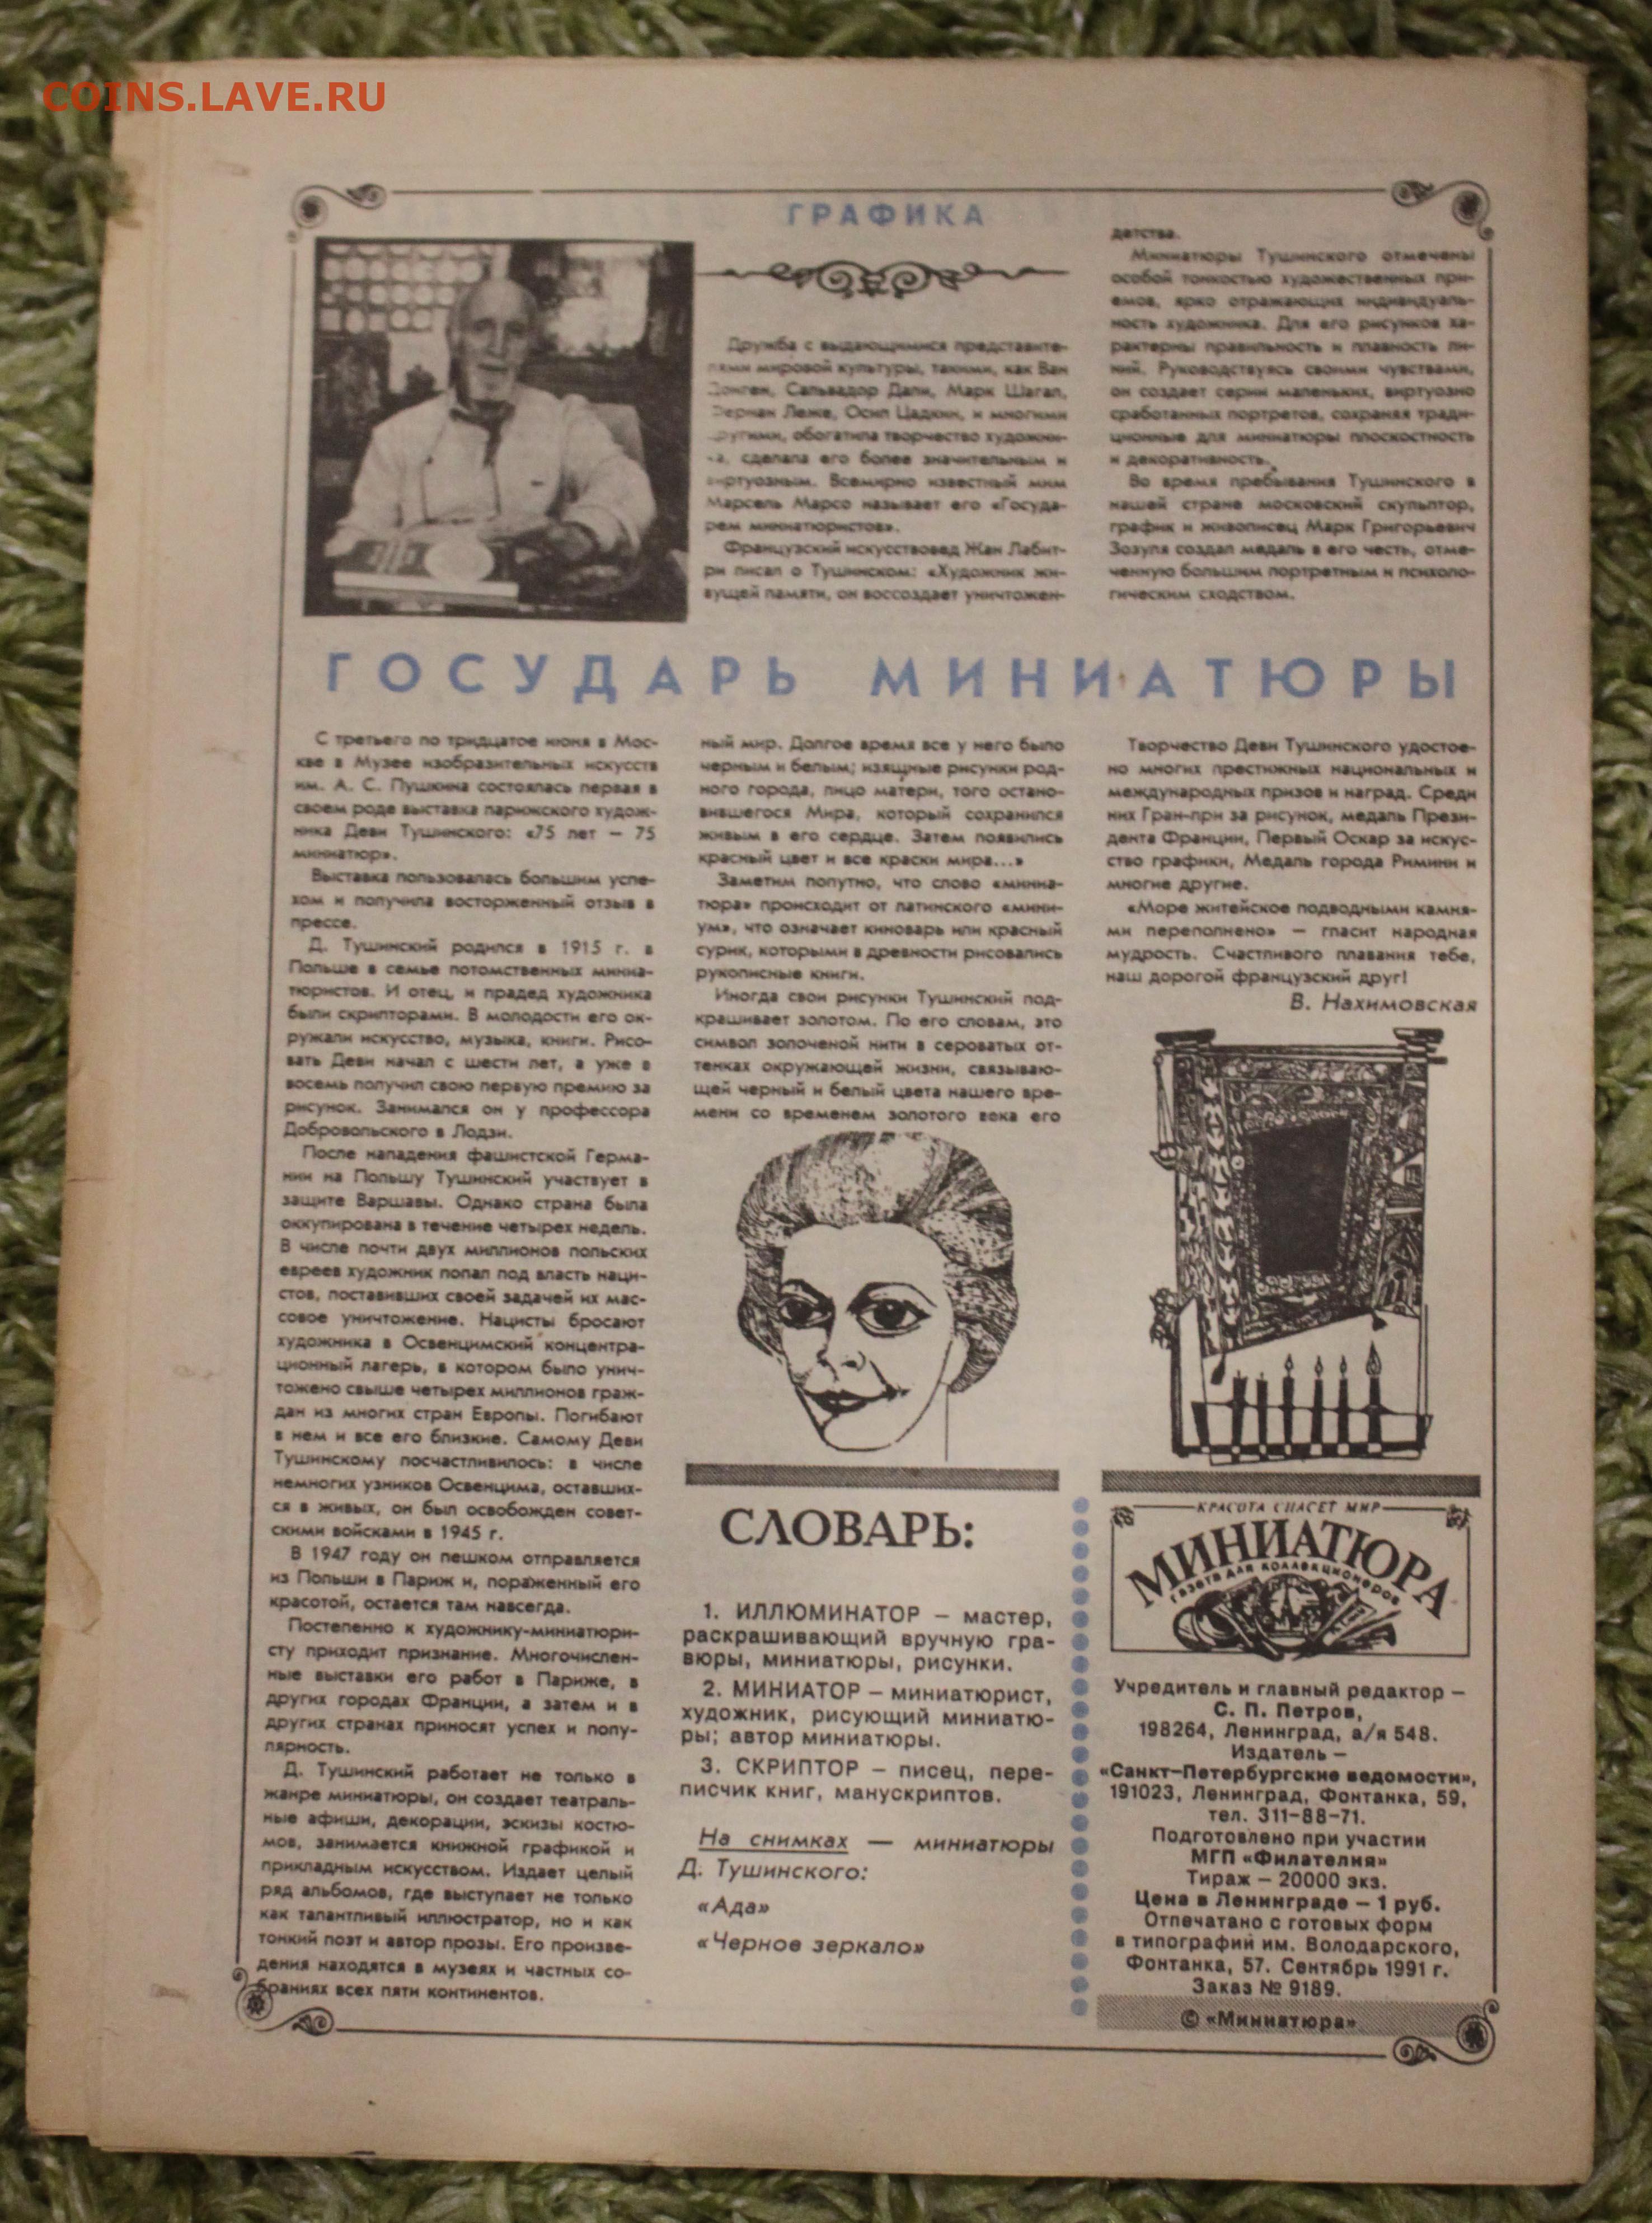 COINS.LAVE.RU
ГРАФИКА
Дружба с выдающимися представите-
лями мировой культуры, такими, как Ван
Донген, Сальвадор Дали, Марк Шагал,
Фернан Леже, Осип Цадкин, и многими
другими, обогатила творчество художни-
ка, сделала его более значительным и
виртуозным. Всемирно известный мим
Марсель Марсо называет его «Госуда-
рем миниатюристов».
Французский искусствовед Жан Лабит-
ри писал о Тушинском: «Художник жи-
вущей памяти, он воссоздает уничтожен-
детства.
Миниатюры Тушинского отмечены
особой тонкостью художественных при-
емов, ярко отражающих индивидуаль-
ность художника. Для его рисунков ха-
рактерны правильность и плавность ли-
ний. Руководствуясь своими чувствами,
он создает серии маленьких, виртуозно
сработанных портретов, сохраняя тради-
ционные для миниатюры плоскостность
и декоративность.
Во время пребывания Тушинского в
нашей стране московский скульптор,
график и живописец Марк Григорьевич
Зозуля создал медаль в его честь, отме-
ченную большим портретным и психоло-
гическим сходством.
ГОСУДАРЬ МИНИАТЮРЫ
С третьего по тридцатое июня в Мос-
кве в Музее изобразительных искусств
им. А. С. Пушкина состоялась первая в
своем роде выставка парижского худож-
ника Деви Тушинского: «75 лет – 75
миниатюр».
Выставка пользовалась большим успе-
хом и получила восторженный отзыв в
прессе.
Д. Тушинский родился в 1915 г. в
Польше в семье потомственных миниа-
тюристов. И отец, и прадед художника
были скрипторами. В молодости его ок-
ружали искусство, музыка, книги. Рисо-
вать Деви начал с шести лет, а уже в
восемь получил свою первую премию за
рисунок. Занимался он у профессора
Добровольского в Лодзи.
После нападения фашистской Герма-
нии на Польшу Тушинский участвует в
защите Варшавы. Однако страна была
оккупирована в течение четырех недель.
В числе почти двух миллионов польских
евреев художник попал под власть наци-
стов, поставивших своей задачей их мас-
совое уничтожение. Нацисты бросают
художника в Освенцимский концентра-
ционный лагерь, в котором было унич-
тожено свыше четырех миллионов граж-
дан из многих стран Европы. Погибают
в нем и все его близкие. Самому Деви
Тушинскому посчастливилось: в числе
немногих узников Освенцима, оставших-
ся в живых, он был освобожден совет-
скими войсками в 1945 г.
В 1947 году он пешком отправляется
из Польши в Париж и, пораженный его
красотой, остается там навсегда.
Постепенно к художнику-миниатюри-
сту приходит признание. Многочислен-
ные выставки его работ в Париже, в
других городах Франции, а затем и в
других странах приносят успех и попу-
лярность.
Д. Тушинский работает не только в
жанре миниатюры, он создает театраль-
ные афиши, декорации, эскизы костю-
мов, занимается книжной графикой и
прикладным искусством. Издает целый
ряд альбомов, где выступает не только
как талантливый иллюстратор, но и как
тонкий поэт и автор прозы. Его произве-
дения находятся в музеях и частных со-
браниях всех пяти континентов.
ный мир. Долгое время все у него было
черным и белым; изящные рисунки род-
ного города, лицо матери, того остано-
вившегося Мира, который сохранился
живым в его сердце. Затем появились
красный цвет и все краски мира...»
Заметим попутно, что слово «миниа-
тюра» происходит от латинского «мини-
ум», что означает киноварь или красный
сурик, которыми в древности рисовались
рукописные книги.
Иногда свои рисунки Тушинский под-
крашивает золотом. По его словам, это
символ золоченой нити в сероватых от-
тенках окружающей жизни, связываю-
щей черный и белый цвета нашего вре-
мени со временем золотого века его
Творчество Деви Тушинского удостое-
но многих престижных национальных и
международных призов и наград. Среди
них Гран-при за рисунок, медаль Прези-
дента Франции, Первый Оскар за искус-
ство графики, Медаль города Римини и
многие другие.
«Море житейское подводными камня-
ми переполнено» – гласит народная
мудрость. Счастливого плавания тебе,
наш дорогой французский друг!
В. Нахимовская
СЛОВАРЬ:
1. ИЛЛЮМИНАТОР – мастер,
раскрашивающий вручную гра-
вюры, миниатюры, рисунки.
2. МИНИАТОР – миниатюрист,
художник, рисующий миниатю-
ры; автор миниатюры.
3. СКРИПТОР – писец, пере-
писчик книг, манускриптов.
На снимках — миниатюры
Д. Тушинского:
«Ада»
«Черное зеркало»
КРАСОТА СПАСЕТ МИР
МИНИАТЮРА
газета для коллекционеров
Учредитель и главный редактор –
С. П. Петров,
198264, Ленинград, а/я 548.
Издатель –
«Санкт–Петербургские ведомости»,
191023, Ленинград, Фонтанка, 59,
тел. 311–88–71.
Подготовлено при участии
МГП «Филателия»
Тираж – 20000 экз.
Цена в Ленинграде – 1 руб.
Отпечатано с готовых форм
в типографии им. Володарского,
Фонтанка, 57. Сентябрь 1991 г.
Заказ № 9189.
© «Миниатюра»